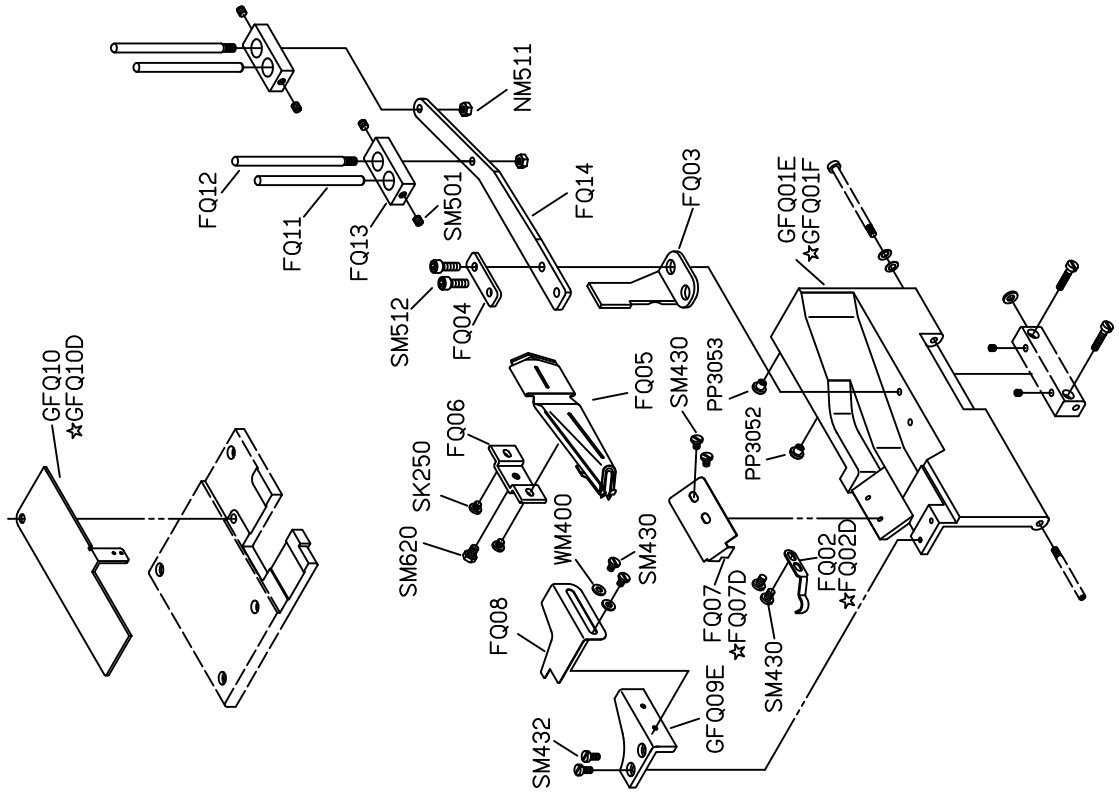 NM511
FQ12
FQ11
FQ13
SM501
FQ14
FQ03
GFQ01E
☆GFQ01F
SM512
FQ04
GFQ10
☆GFQ10D
FQ05
SM430
PP3053
PP3052
FQ06
SK250
SM620
WM400
SM430
FQ08
FQ07
☆FQ07D
FQ02
☆FQ02D
SM430
GFQ09E
SM432